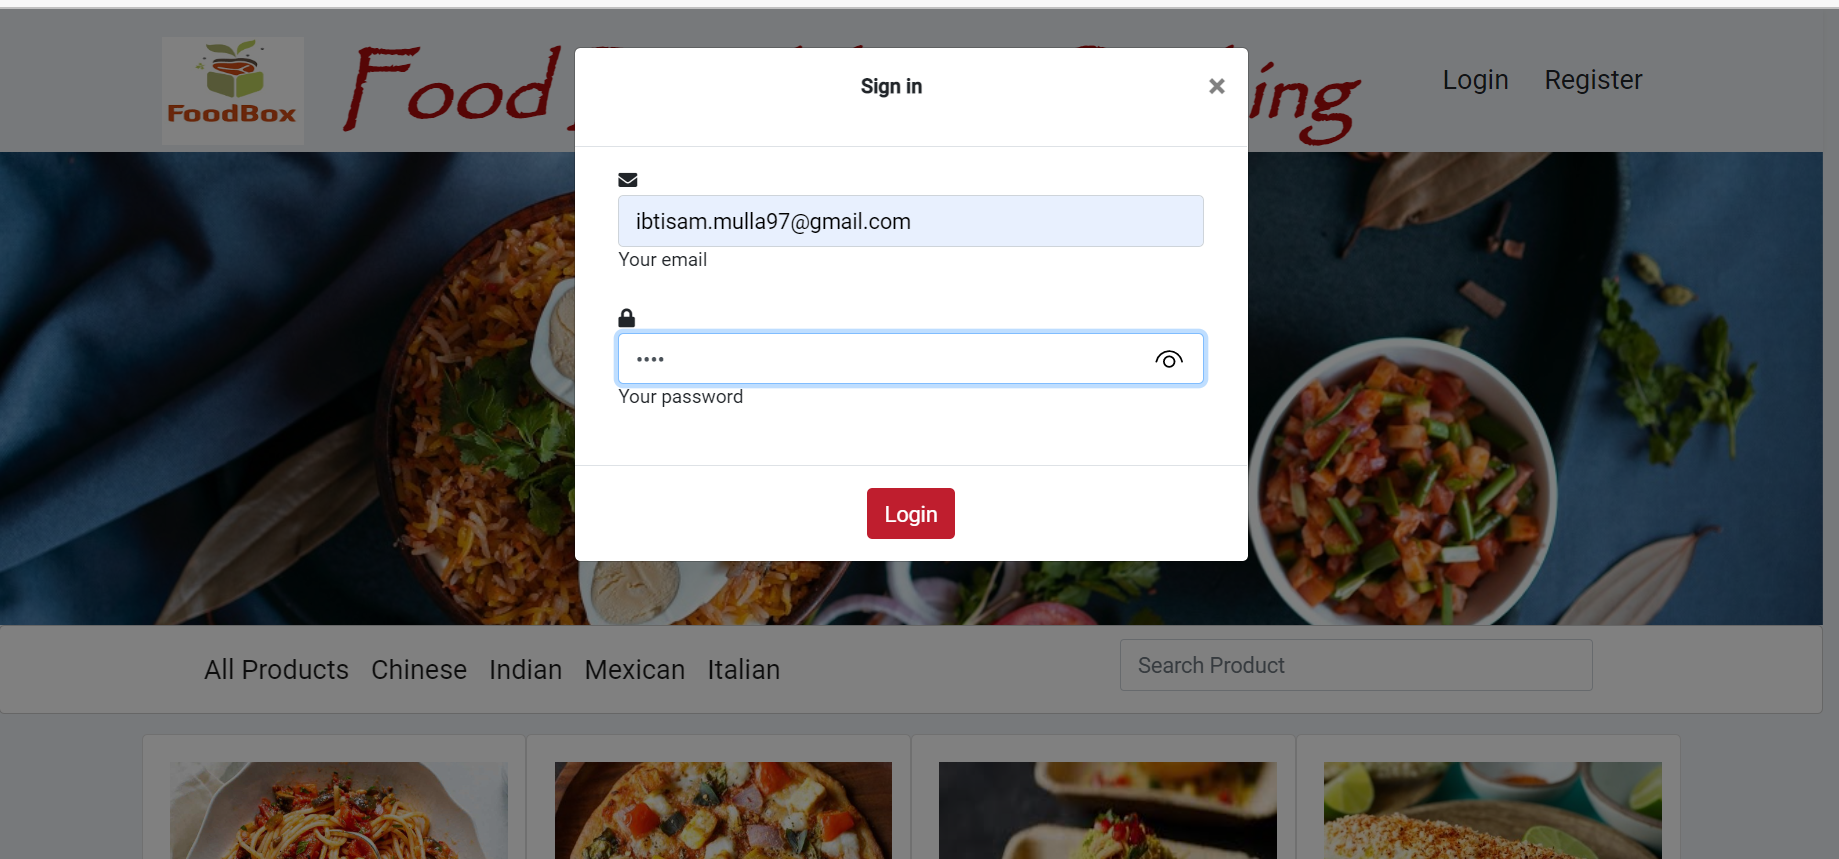 FoodBox
Food
ing
Login Register
Sign in
×
ibtisam.mulla97@gmail.com
Your email
••••
Your password
Login
All Products Chinese Indian Mexican Italian
Search Product